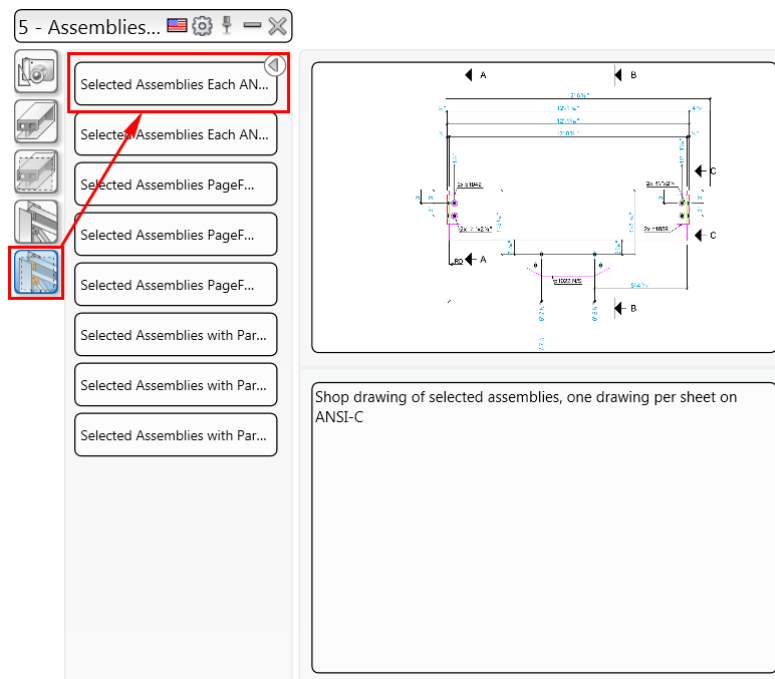 5 - Assemblies...
Selected Assemblies Each AN...
Selected Assemblies Each AN...
Selected Assemblies PageF...
Selected Assemblies PageF...
Selected Assemblies PageF...
Selected Assemblies with Par...
Selected Assemblies with Par...
Selected Assemblies with Par...
A
B
C
C
RD
A
B
Shop drawing of selected assemblies, one drawing per sheet on
ANSI-C